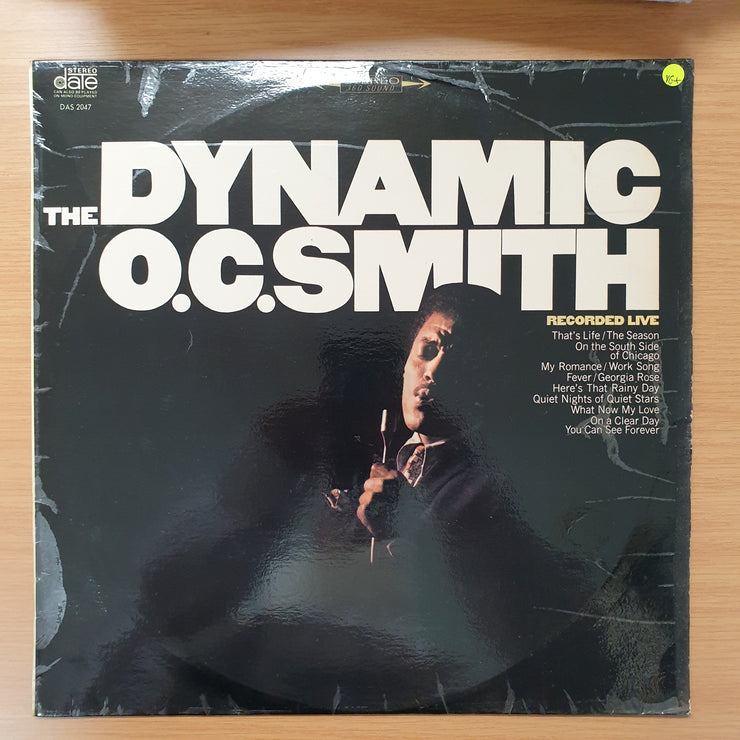 STEREO
date
CAN ALSO BE PLAYED
ON MONO EQUIPMENT
DAS 2047
STEREO
360 SOUND
VG+
THE DYNAMIC
O.C. SMITH
RECORDED LIVE
That's Life/The Season
On the South Side
of Chicago
My Romance/Work Song
Fever/Georgia Rose
Here's That Rainy Day
Quiet Nights of Quiet Stars
What Now My Love
On a Clear Day
You Can See Forever